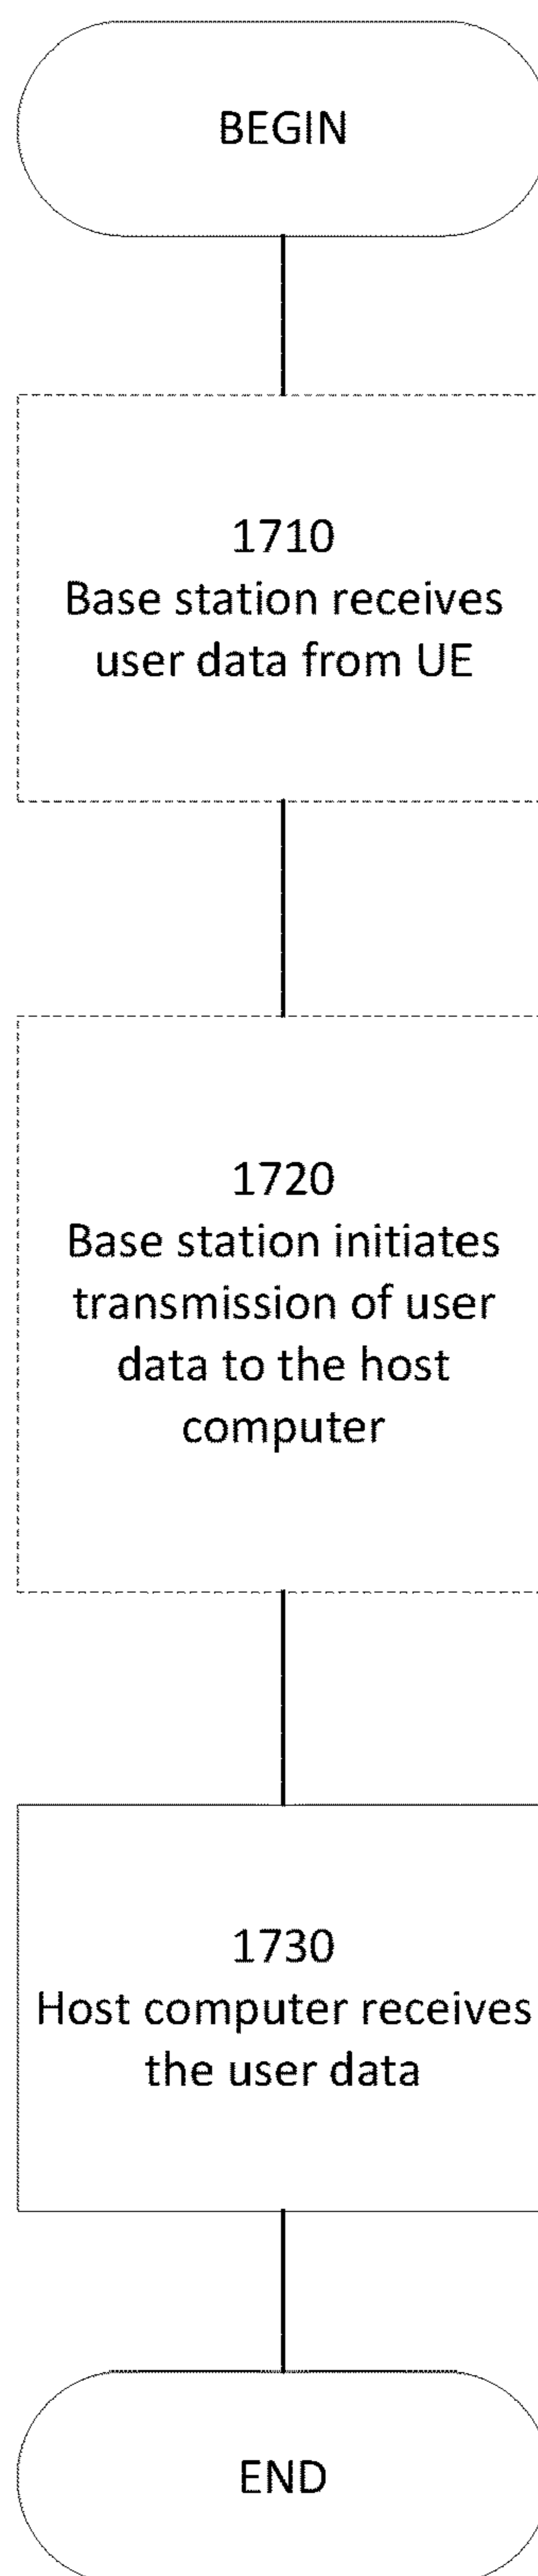 BEGIN
1710
Base station receives
user data from UE
1720
Base station initiates
transmission of user
data to the host
computer
1730
Host computer receives
the user data
END